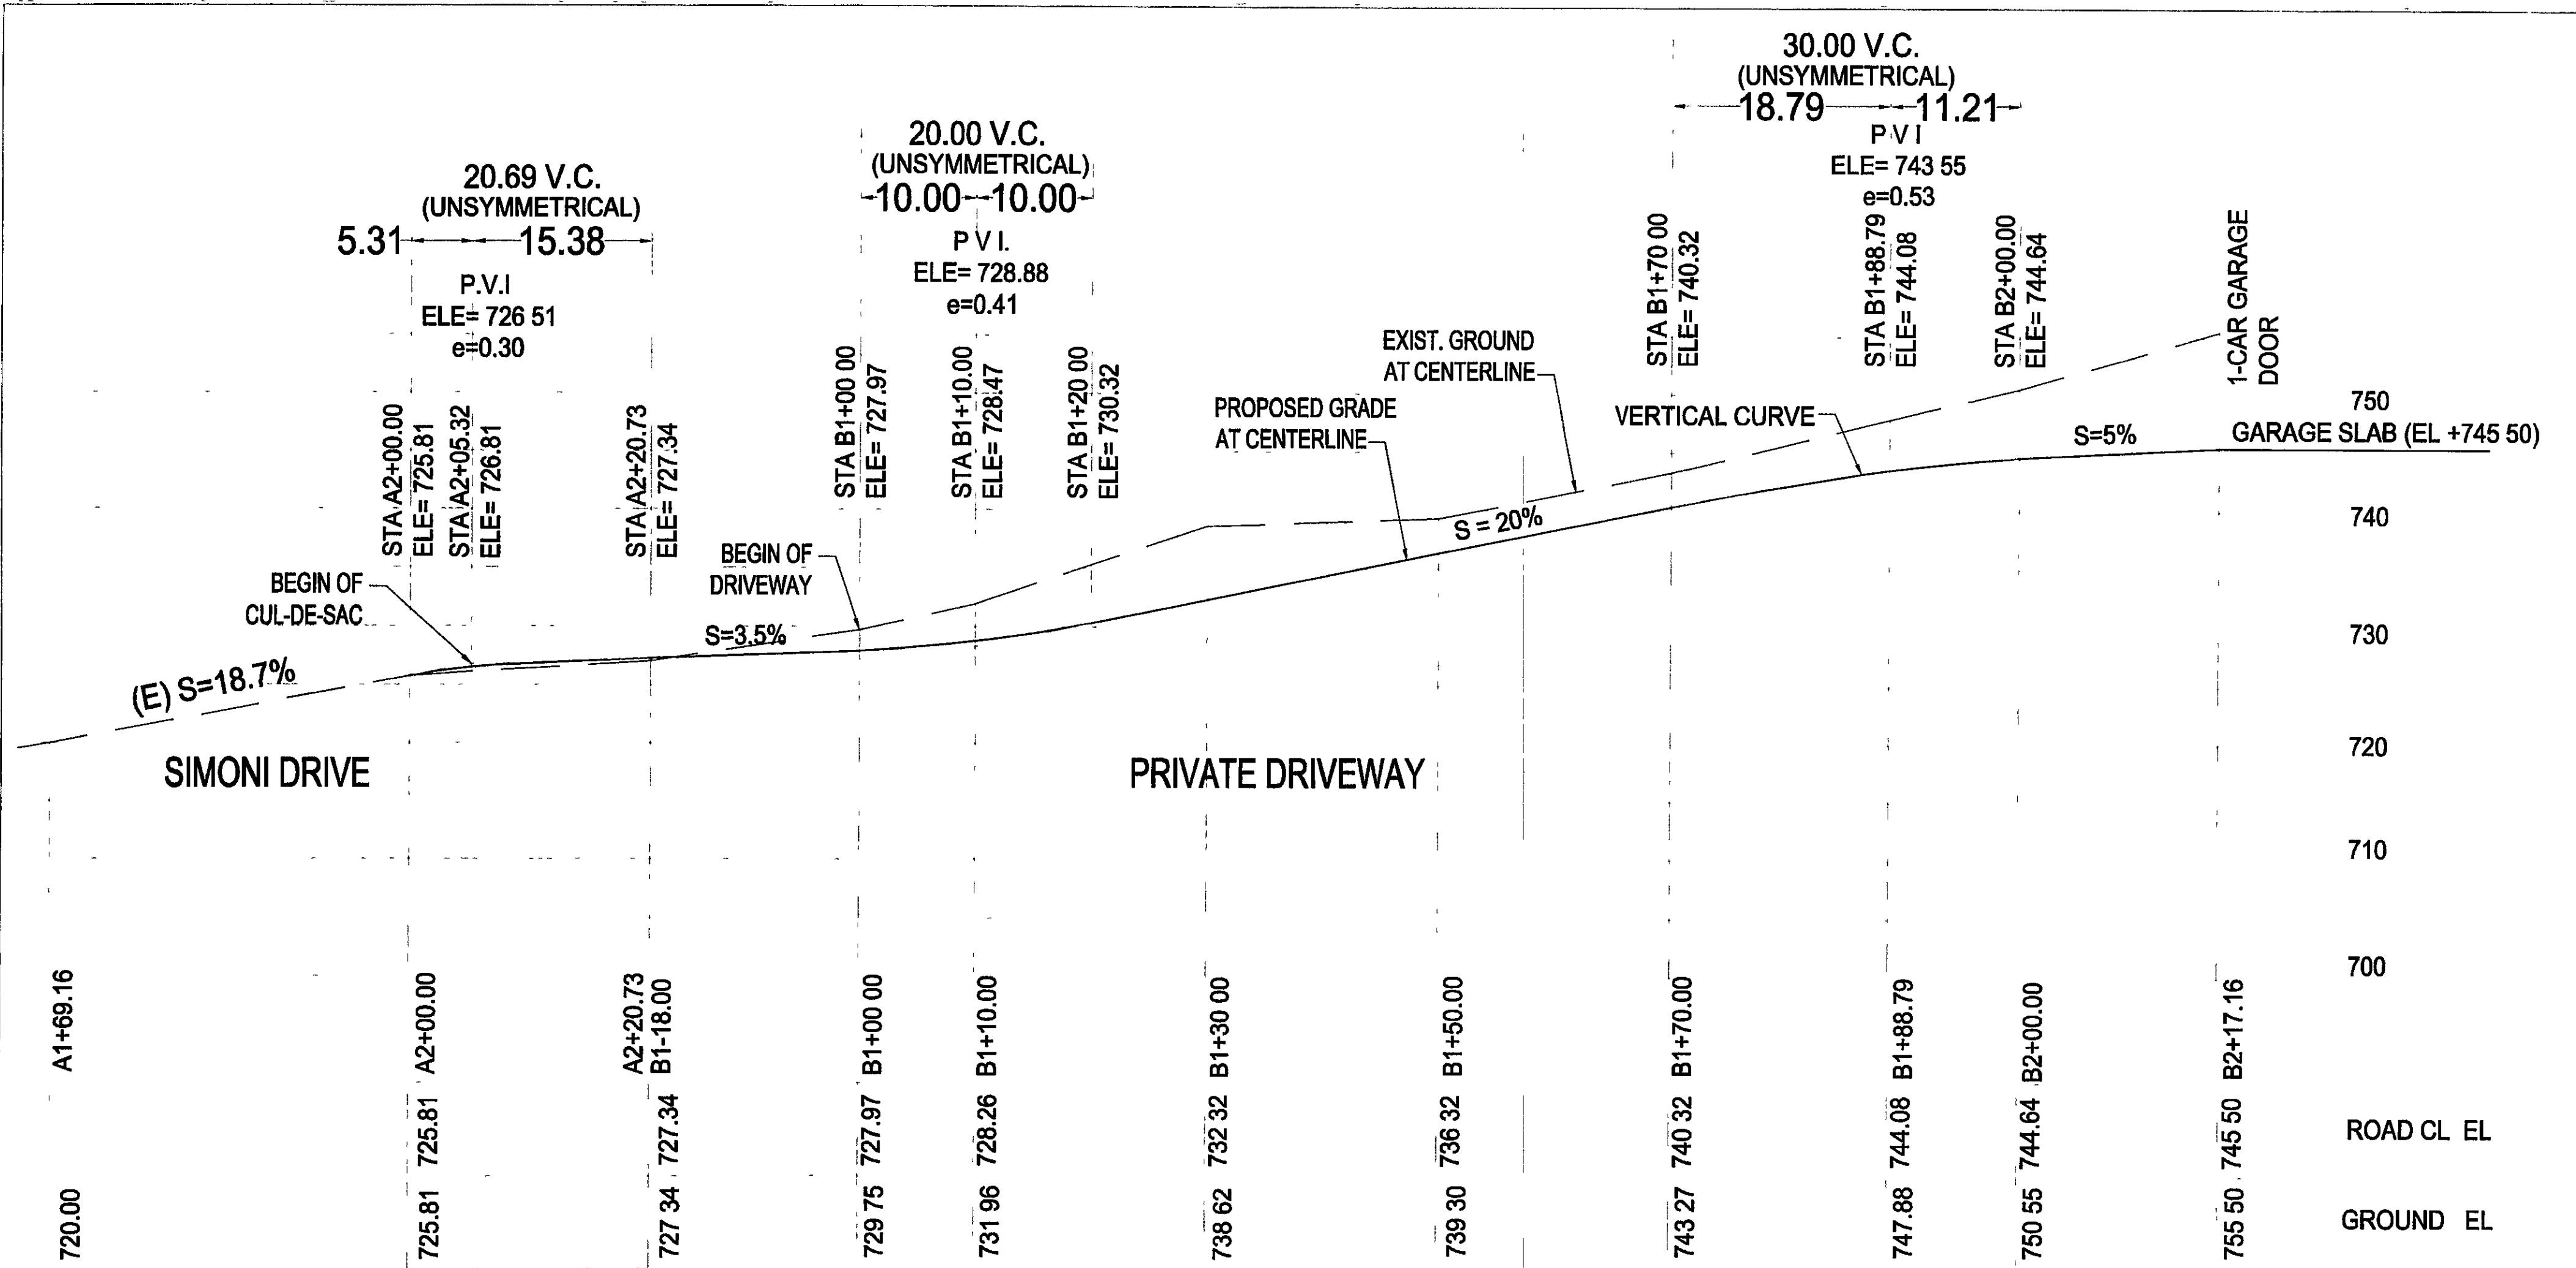 30.00 V.C.
(UNSYMMETRICAL)
18.79 11.21
P V I
ELE= 743 55
e=0.53
20.00 V.C.
(UNSYMMETRICAL)
10.00 10.00
P V I.
ELE= 728.88
e=0.41
20.69 V.C.
(UNSYMMETRICAL)
5.31 15.38
P.V.I
ELE= 726 51
e=0.30
STA A2+00.00
ELE= 725.81
STA A2+05.32
ELE= 726.81
STA A2+20.73
ELE= 727.34
STA B1+00 00
ELE= 727.97
STA B1+10.00
ELE= 728.47
STA B1+20 00
ELE= 730.32
STA B1+70 00
ELE= 740.32
STA B1+88.79
ELE= 744.08
STA B2+00.00
ELE= 744.64
1-CAR GARAGE
DOOR
EXIST. GROUND
AT CENTERLINE
PROPOSED GRADE
AT CENTERLINE
VERTICAL CURVE
S=5%
750
GARAGE SLAB (EL +745 50)
740
730
720
710
700
S = 20%
BEGIN OF
DRIVEWAY
BEGIN OF
CUL-DE-SAC
S=3.5%
(E) S=18.7%
SIMONI DRIVE
PRIVATE DRIVEWAY
A1+69.16
A2+00.00
A2+20.73
B1-18.00
B1+00 00
B1+10.00
B1+30 00
B1+50.00
B1+70.00
B1+88.79
B2+00.00
B2+17.16
725.81 727.34 727.97 728.26 732 32 736 32 740 32 744.08 744.64 745 50 ROAD CL EL
720.00 725.81 727 34 729 75 731 96 738 62 739 30 743 27 747.88 750 55 755 50 GROUND EL